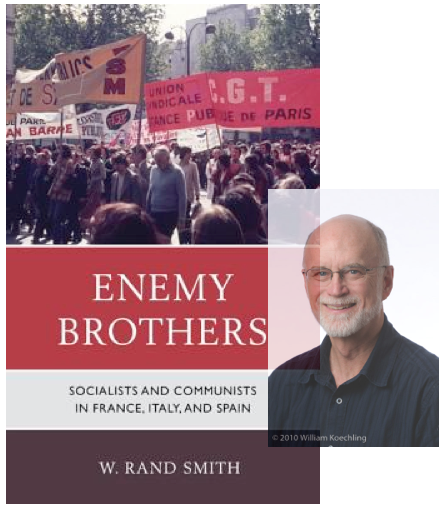 C.G.T.
UNION
SYNDICALE
DE PARIS
ENEMY
BROTHERS
SOCIALISTS AND COMMUNISTS
IN FRANCE, ITALY, AND SPAIN
© 2010 William Koechling
W. RAND SMITH